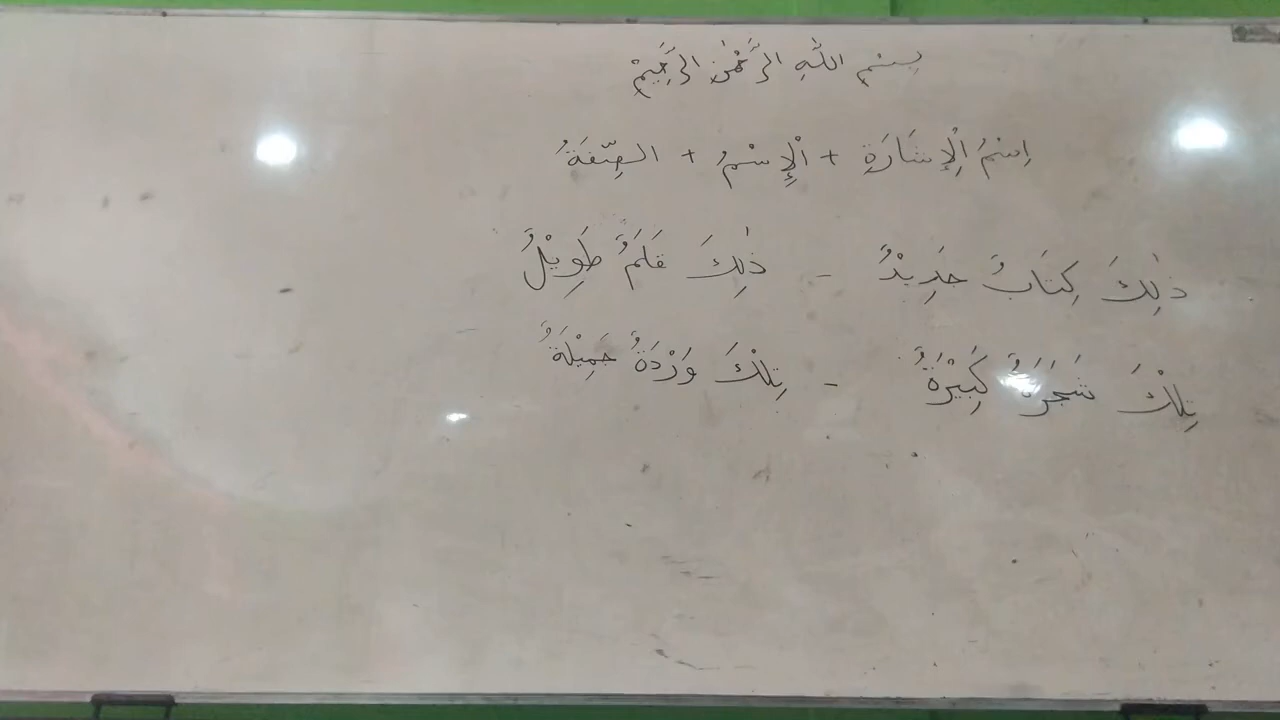 بِسْمِ اللّٰهِ الرَّحْمٰنِ الرَّحِيْمِ
اِسْمُ الْإِشَارَةِ + الْإِسْمُ + الصِّفَةُ
ذٰلِكَ كِتَابٌ جَدِيْدٌ - ذٰلِكَ قَلَمٌ طَوِيْلٌ
تِلْكَ شَجَرَةٌ كَبِيْرَةٌ - تِلْكَ وَرْدَةٌ جَمِيْلَةٌ